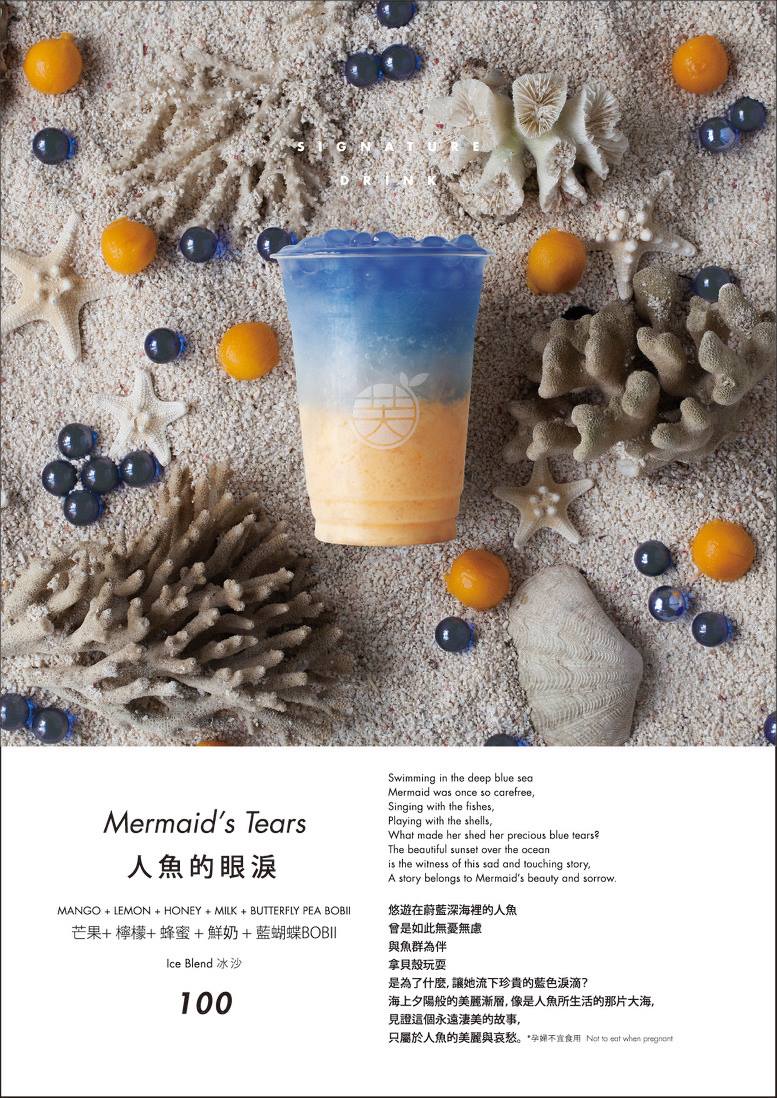 SIGNATURE
DRINK
Mermaid's Tears
人魚的眼淚
MANGO + LEMON + HONEY + MILK + BUTTERFLY PEA BOBII
芒果+ 檸檬+ 蜂蜜 + 鮮奶 + 藍蝴蝶BOBII
Ice Blend 冰沙
100
Swimming in the deep blue sea
Mermaid was once so carefree,
Singing with the fishes,
Playing with the shells,
What made her shed her precious blue tears?
The beautiful sunset over the ocean
is the witness of this sad and touching story,
A story belongs to Mermaid's beauty and sorrow.
悠遊在蔚藍深海裡的人魚
曾是如此無憂無慮
與魚群為伴
拿貝殼玩耍
是為了什麼, 讓她流下珍貴的藍色淚滴?
海上夕陽般的美麗漸層, 像是人魚所生活的那片大海,
見證這個永遠淒美的故事,
只屬於人魚的美麗與哀愁。 *孕婦不宜食用 Not to eat when pregnant